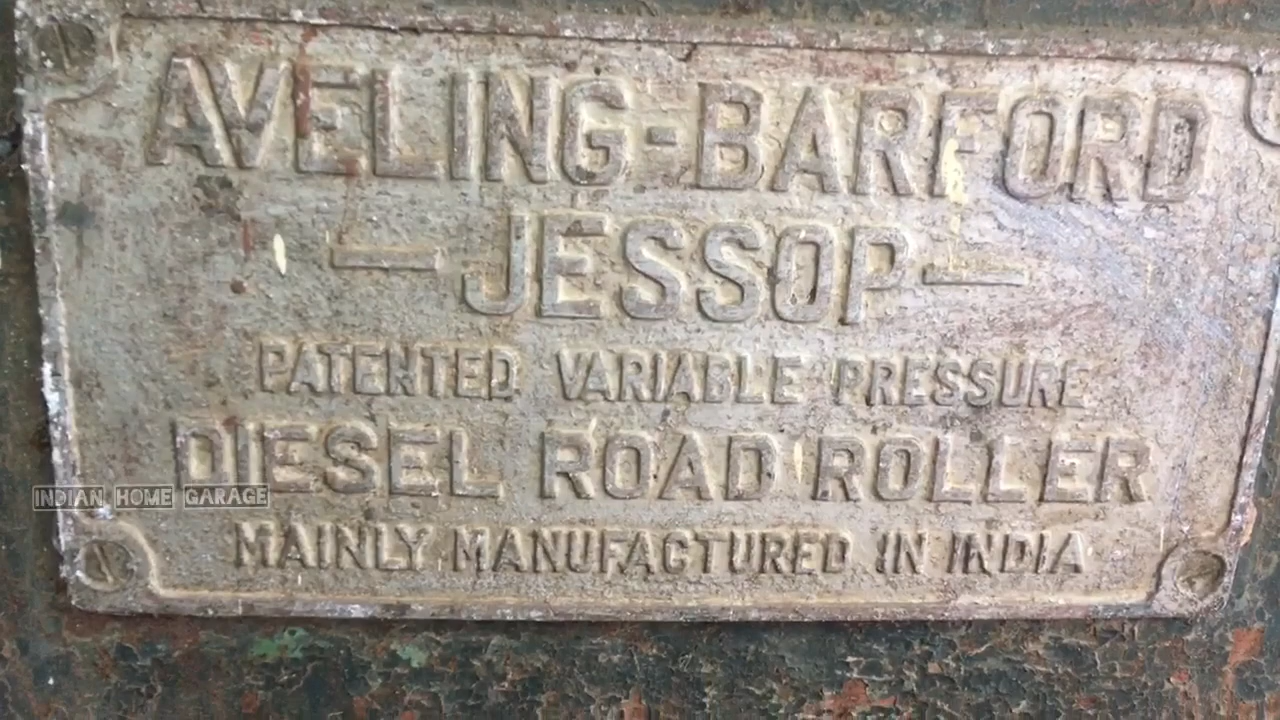 AVELING-BARFORD
— JESSOP —
PATENTED VARIABLE PRESSURE
DIESEL ROAD ROLLER
INDIAN HOME GARAGE
MAINLY MANUFACTURED IN INDIA